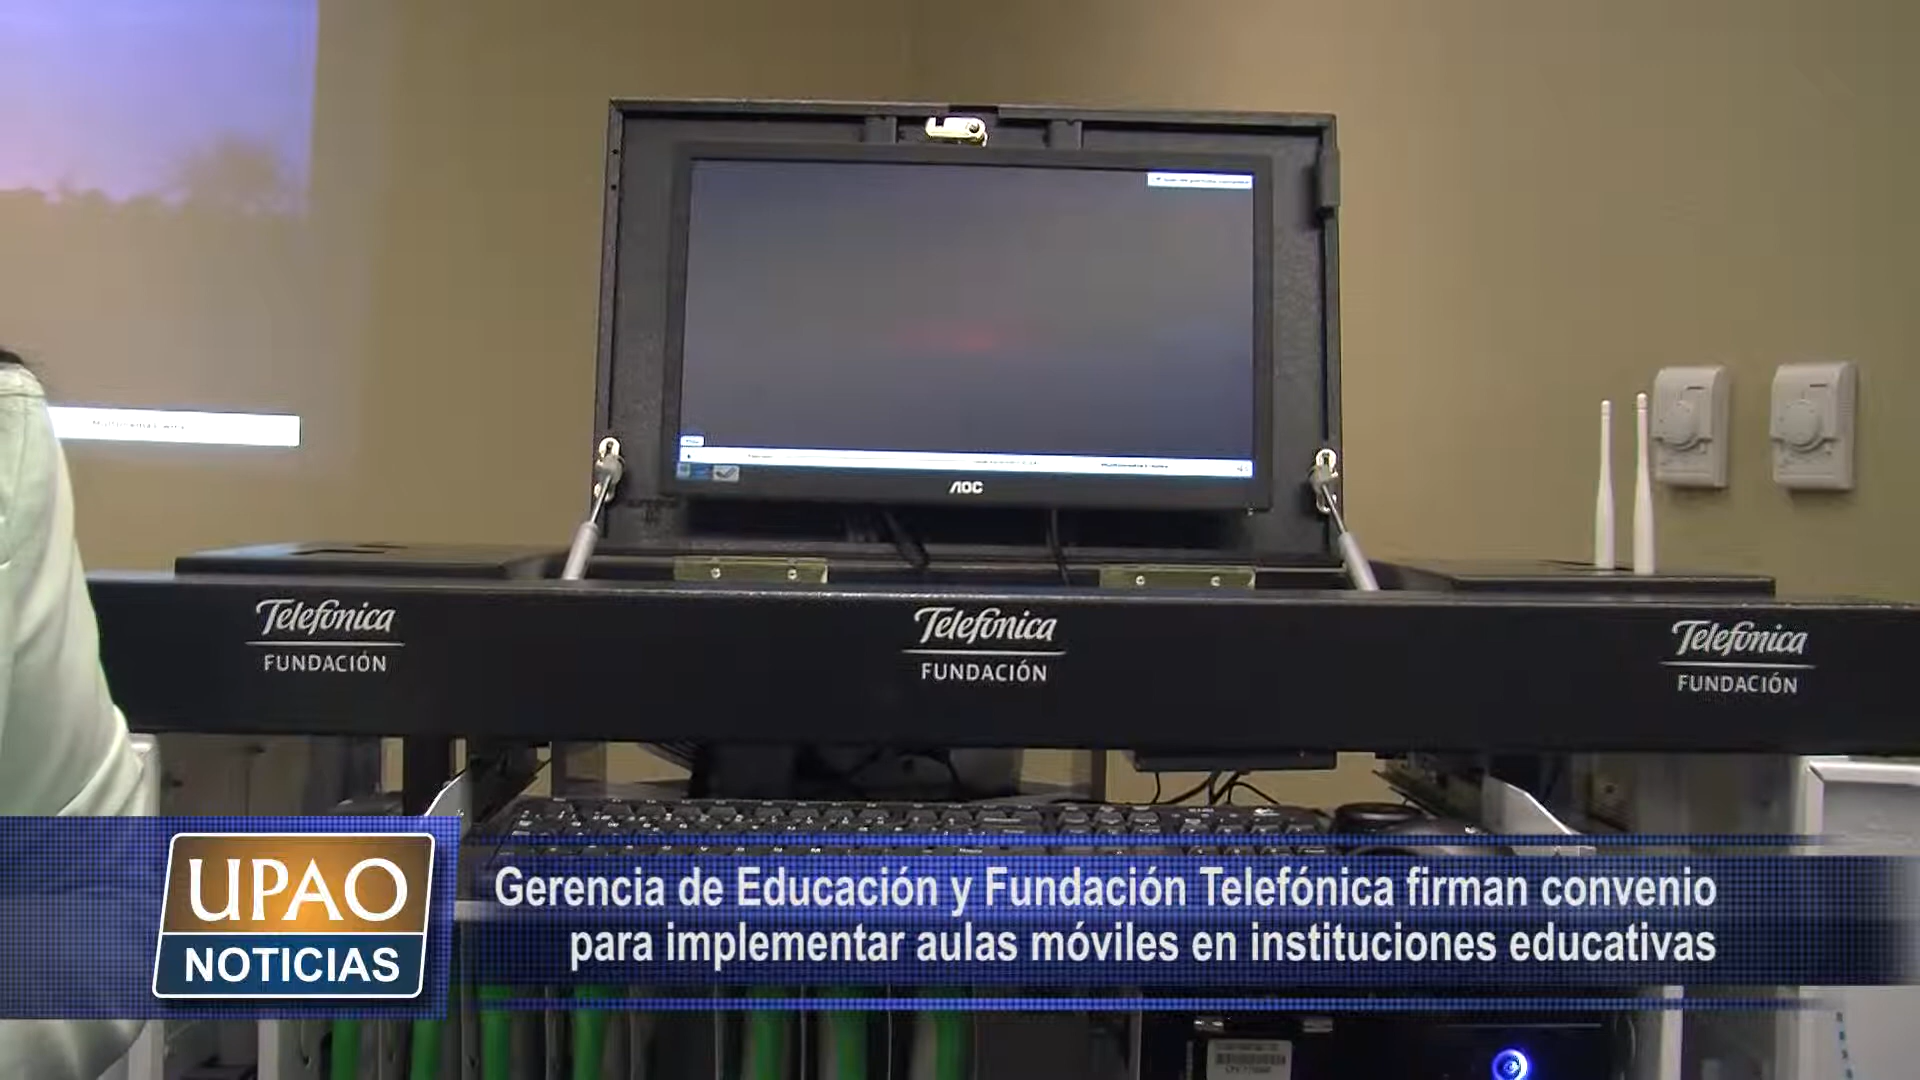 AOC
Telefónica
FUNDACIÓN
Telefónica
FUNDACIÓN
Telefónica
FUNDACIÓN
UPAO
NOTICIAS
Gerencia de Educación y Fundación Telefónica firman convenio
para implementar aulas móviles en instituciones educativas